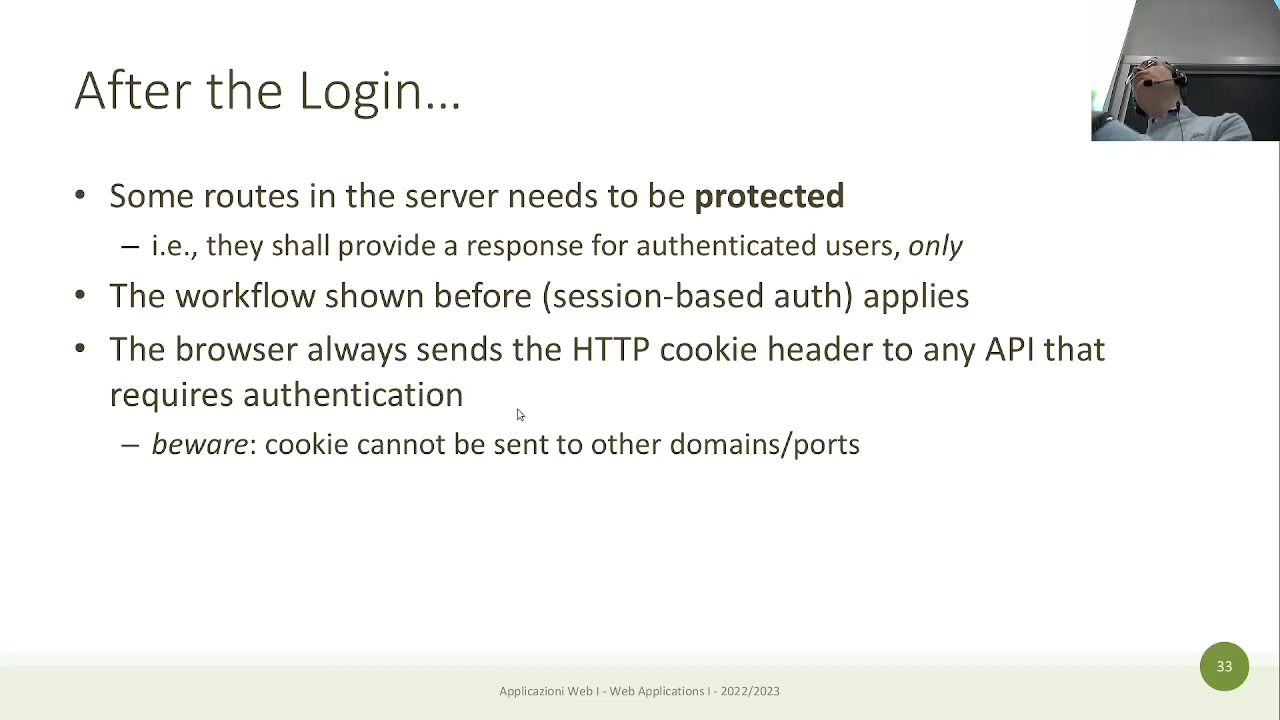 After the Login...
• Some routes in the server needs to be protected
– i.e., they shall provide a response for authenticated users, only
• The workflow shown before (session-based auth) applies
• The browser always sends the HTTP cookie header to any API that
requires authentication
– beware: cookie cannot be sent to other domains/ports
33
Applicazioni Web I - Web Applications I - 2022/2023